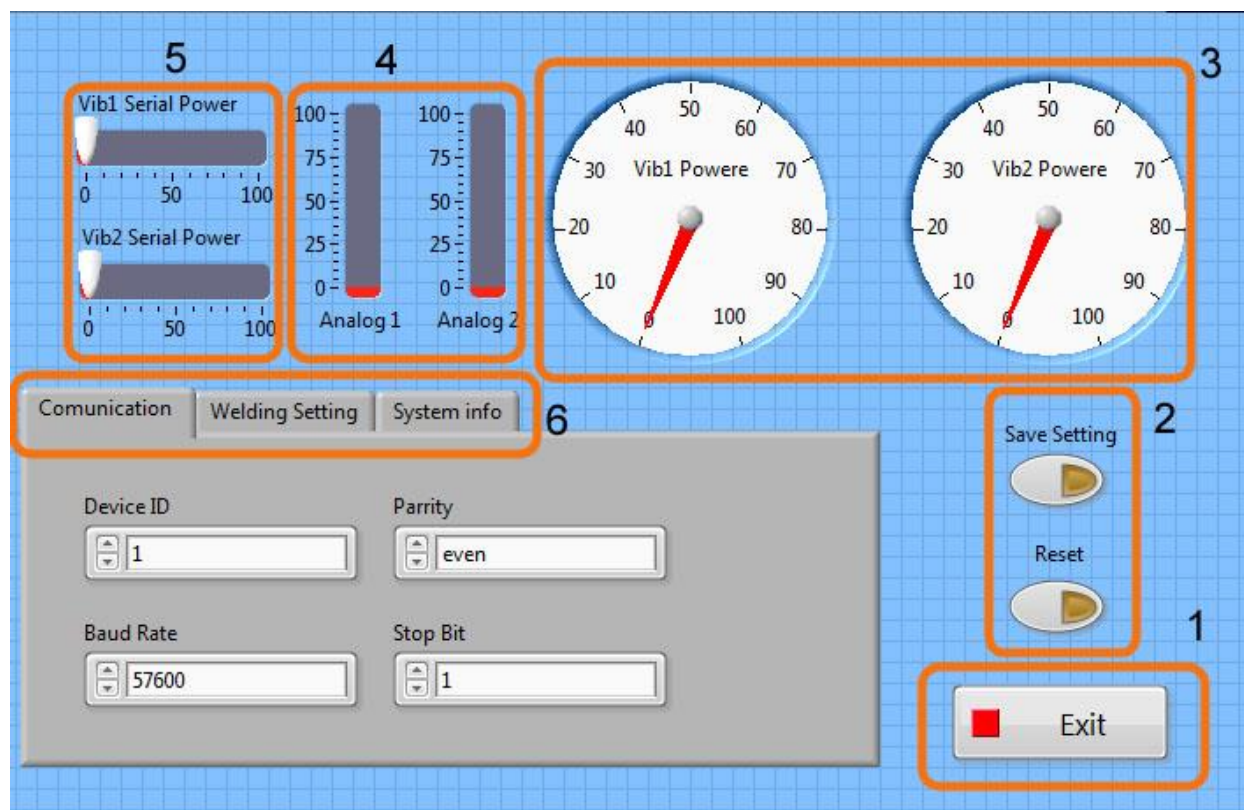 5
4
3
Vib1 Serial Power
0 50 100
Vib2 Serial Power
0 50 100
100
75
50
25
0
Analog 1
100
75
50
25
0
Analog 2
0 10 20 30 40 50 60 70 80 90 100
Vib1 Powere
0 10 20 30 40 50 60 70 80 90 100
Vib2 Powere
Comunication Welding Setting System info
6
Device ID
1
Parrity
even
Baud Rate
57600
Stop Bit
1
2
Save Setting
Reset
1
Exit